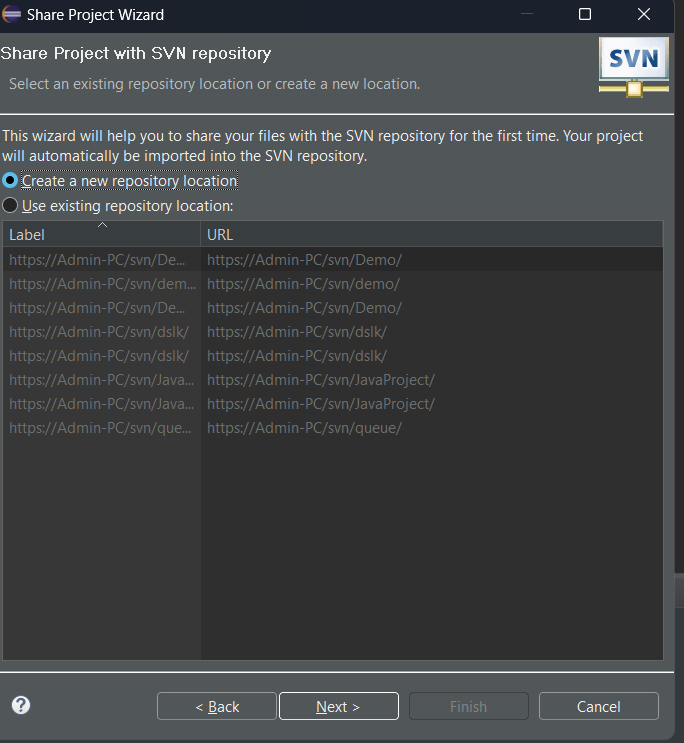 Share Project Wizard
Share Project with SVN repository
SVN
Select an existing repository location or create a new location.
This wizard will help you to share your files with the SVN repository for the first time. Your project
will automatically be imported into the SVN repository.
Create a new repository location
Use existing repository location:
Label URL
https://Admin-PC/svn/De... https://Admin-PC/svn/Demo/
https://Admin-PC/svn/dem... https://Admin-PC/svn/demo/
https://Admin-PC/svn/De... https://Admin-PC/svn/Demo/
https://Admin-PC/svn/dslk/ https://Admin-PC/svn/dslk/
https://Admin-PC/svn/dslk/ https://Admin-PC/svn/dslk/
https://Admin-PC/svn/Java... https://Admin-PC/svn/JavaProject/
https://Admin-PC/svn/Java... https://Admin-PC/svn/JavaProject/
https://Admin-PC/svn/que... https://Admin-PC/svn/queue/
? < Back Next > Finish Cancel